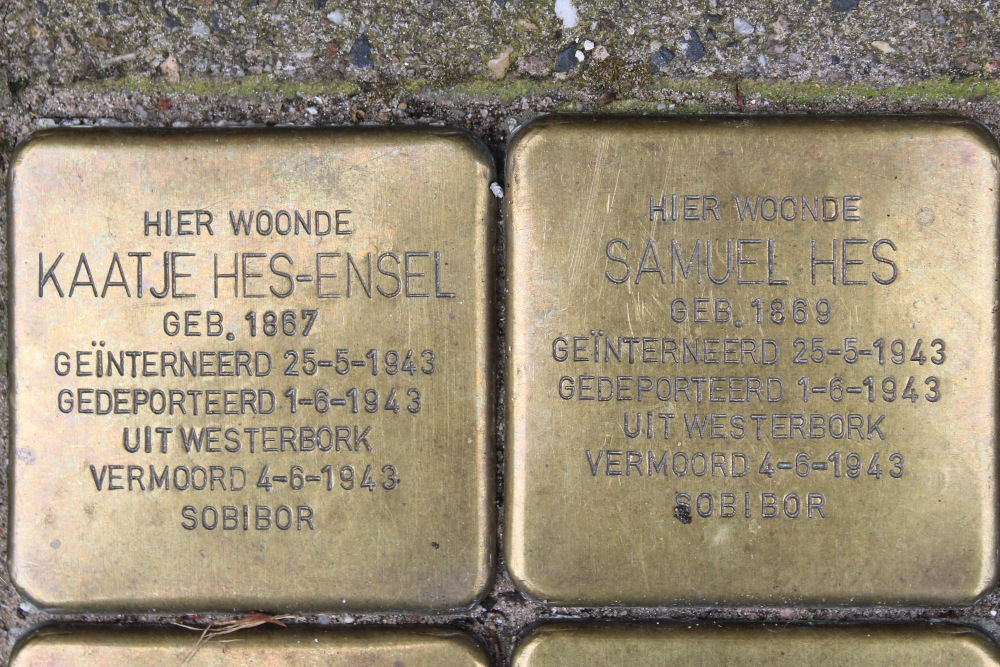 HIER WOONDE
KAATJE HES-ENSEL
GEB. 1867
GEÏNTERNEERD 25-5-1943
GEDEPORTEERD 1-6-1943
UIT WESTERBORK
VERMOORD 4-6-1943
SOBIBOR
HIER WOONDE
SAMUEL HES
GEB. 1869
GEÏNTERNEERD 25-5-1943
GEDEPORTEERD 1-6-1943
UIT WESTERBORK
VERMOORD 4-6-1943
SOBIBOR